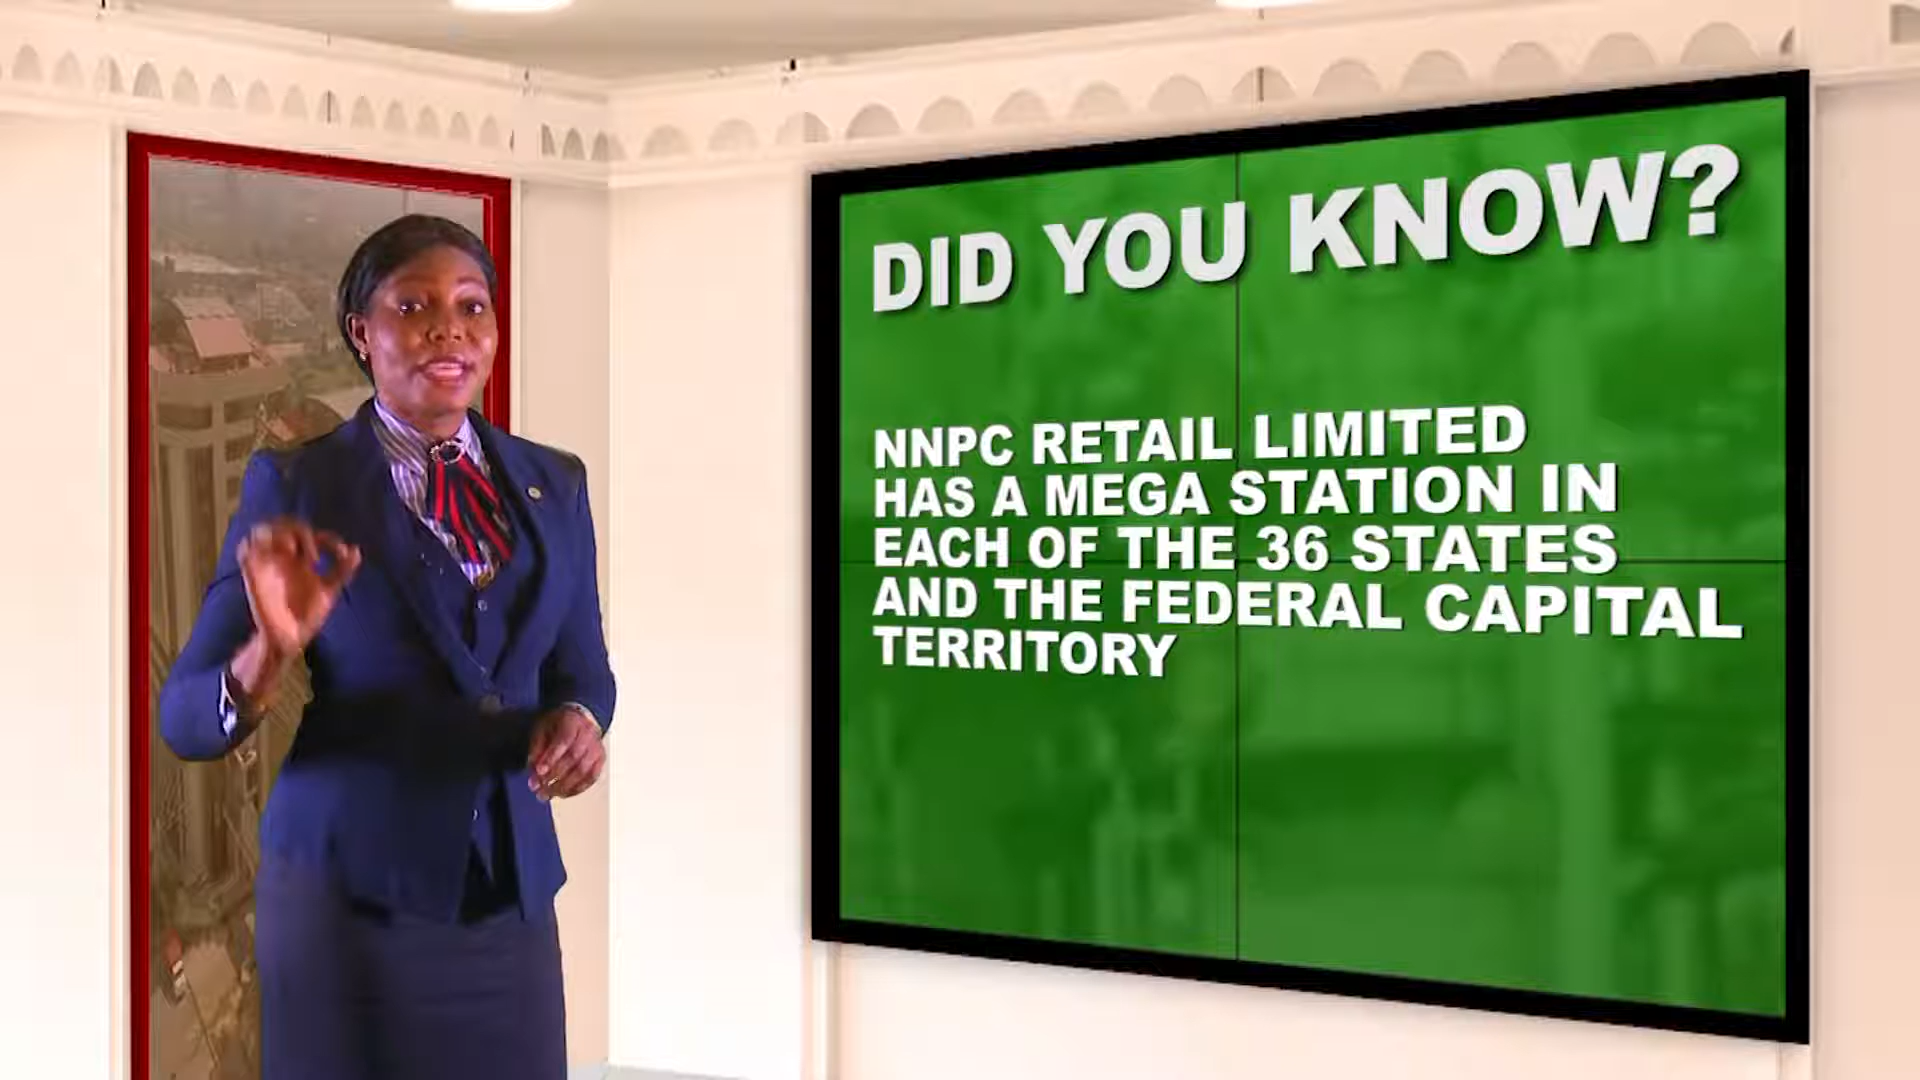 DID YOU KNOW?
NNPC RETAIL LIMITED
HAS A MEGA STATION IN
EACH OF THE 36 STATES
AND THE FEDERAL CAPITAL
TERRITORY